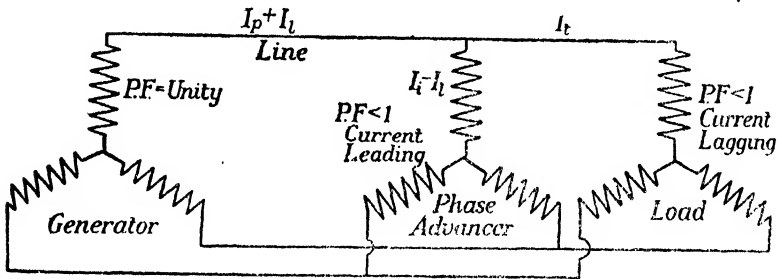 I_p + I_l
Line
I_t
P.F = Unity
I_i - I_l
P.F < 1
Current
Leading
P.F < 1
Current
Lagging
Generator
Phase
Advancer
Load